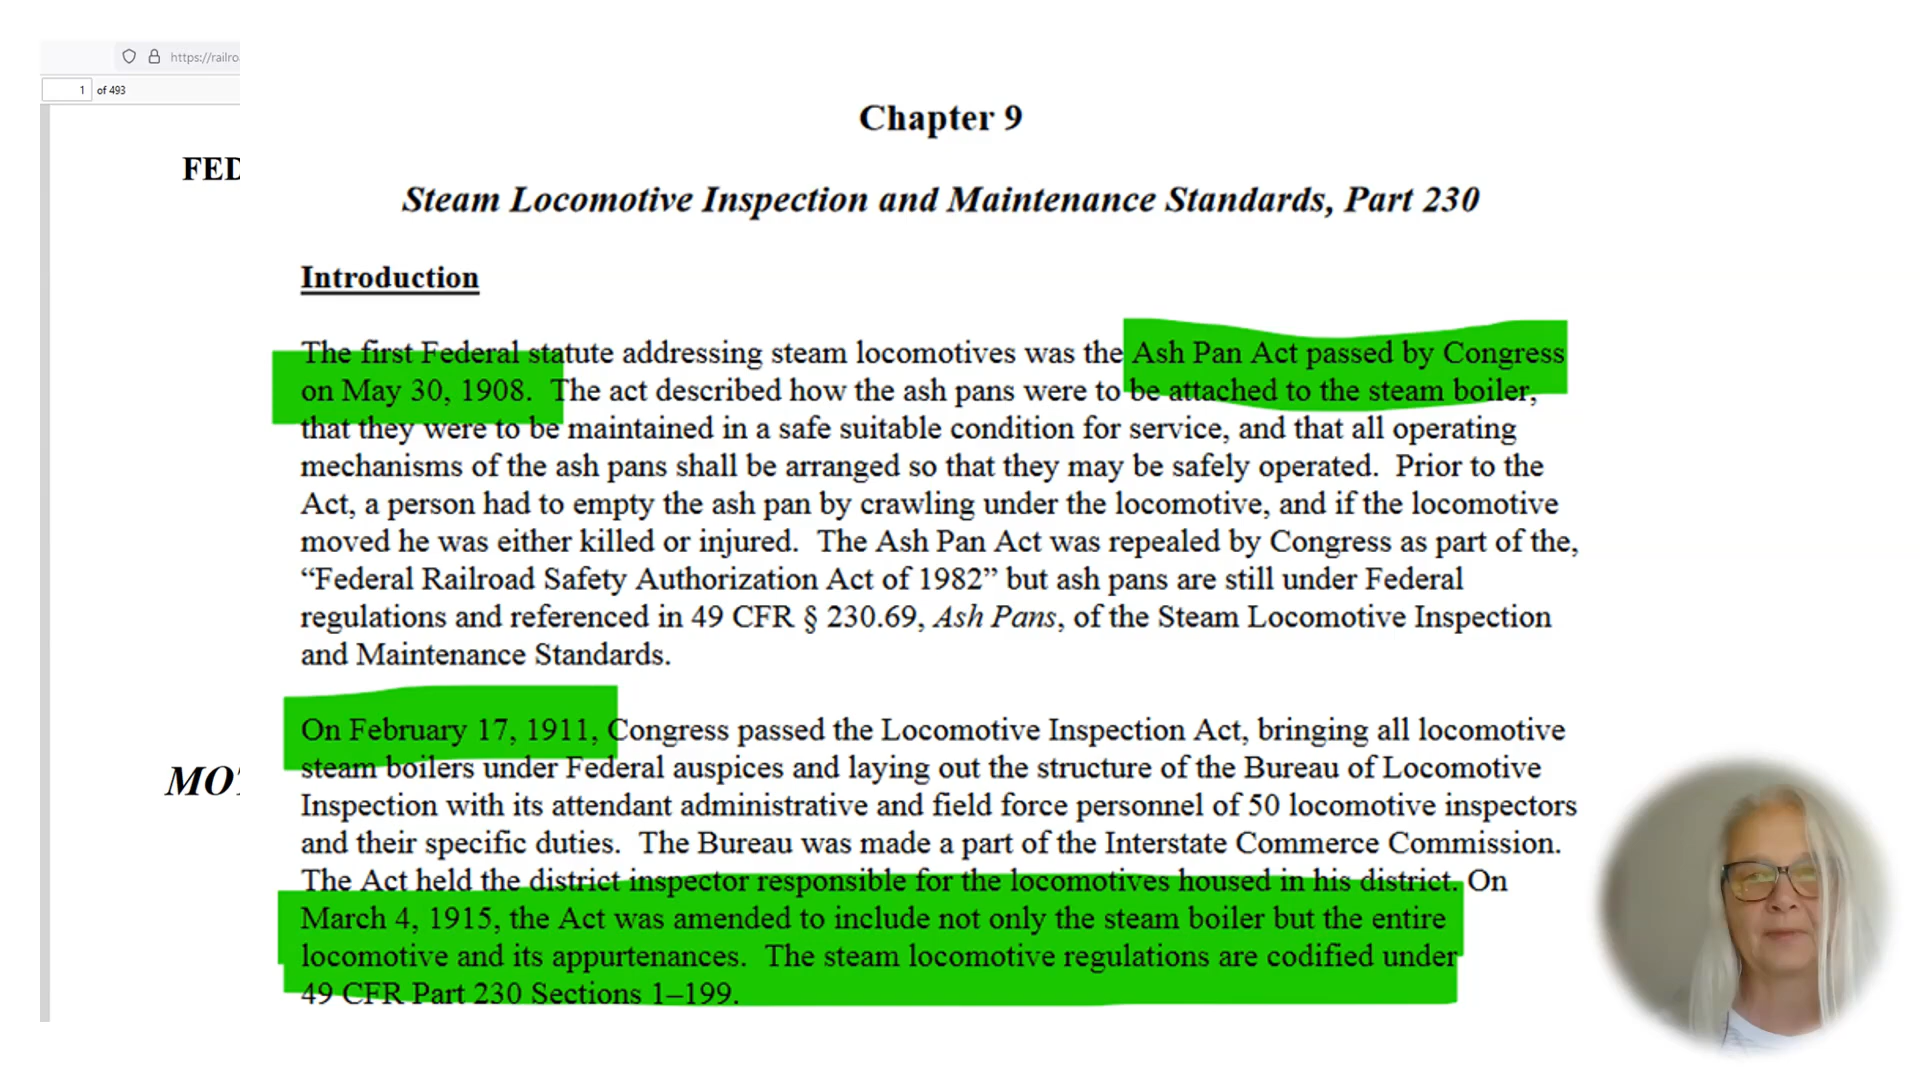 https://railro
1 of 493
FED
MOT
Chapter 9
Steam Locomotive Inspection and Maintenance Standards, Part 230
Introduction
The first Federal statute addressing steam locomotives was the Ash Pan Act passed by Congress
on May 30, 1908.  The act described how the ash pans were to be attached to the steam boiler,
that they were to be maintained in a safe suitable condition for service, and that all operating
mechanisms of the ash pans shall be arranged so that they may be safely operated.  Prior to the
Act, a person had to empty the ash pan by crawling under the locomotive, and if the locomotive
moved he was either killed or injured.  The Ash Pan Act was repealed by Congress as part of the,
“Federal Railroad Safety Authorization Act of 1982” but ash pans are still under Federal
regulations and referenced in 49 CFR § 230.69, Ash Pans, of the Steam Locomotive Inspection
and Maintenance Standards.
On February 17, 1911, Congress passed the Locomotive Inspection Act, bringing all locomotive
steam boilers under Federal auspices and laying out the structure of the Bureau of Locomotive
Inspection with its attendant administrative and field force personnel of 50 locomotive inspectors
and their specific duties.  The Bureau was made a part of the Interstate Commerce Commission.
The Act held the district inspector responsible for the locomotives housed in his district. On
March 4, 1915, the Act was amended to include not only the steam boiler but the entire
locomotive and its appurtenances.  The steam locomotive regulations are codified under
49 CFR Part 230 Sections 1–199.